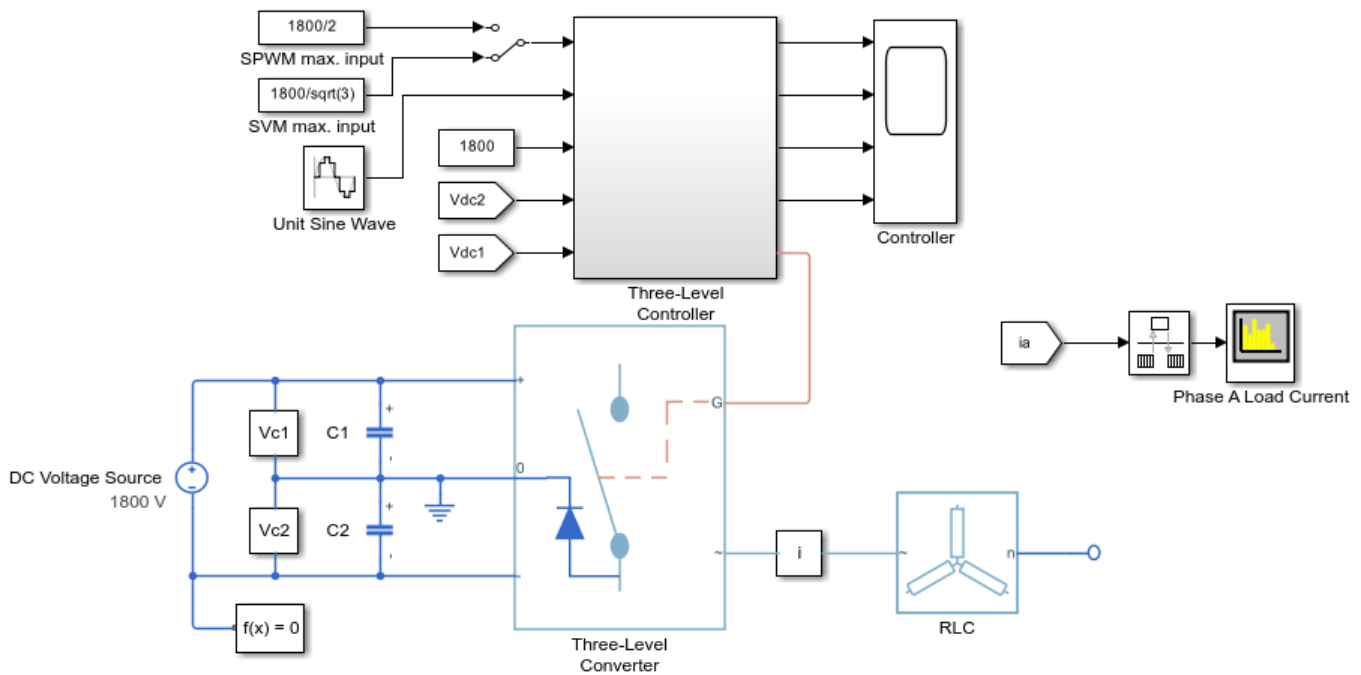 1800/2
SPWM max. input
1800/sqrt(3)
SVM max. input
Unit Sine Wave
1800
Vdc2
Vdc1
Three-Level
Controller
Controller
ia
Phase A Load Current
DC Voltage Source
1800 V
+
-
Vc1
C1
+
-
Vc2
C2
+
-
f(x) = 0
+
0
-
G
~
Three-Level
Converter
i
~
n
RLC